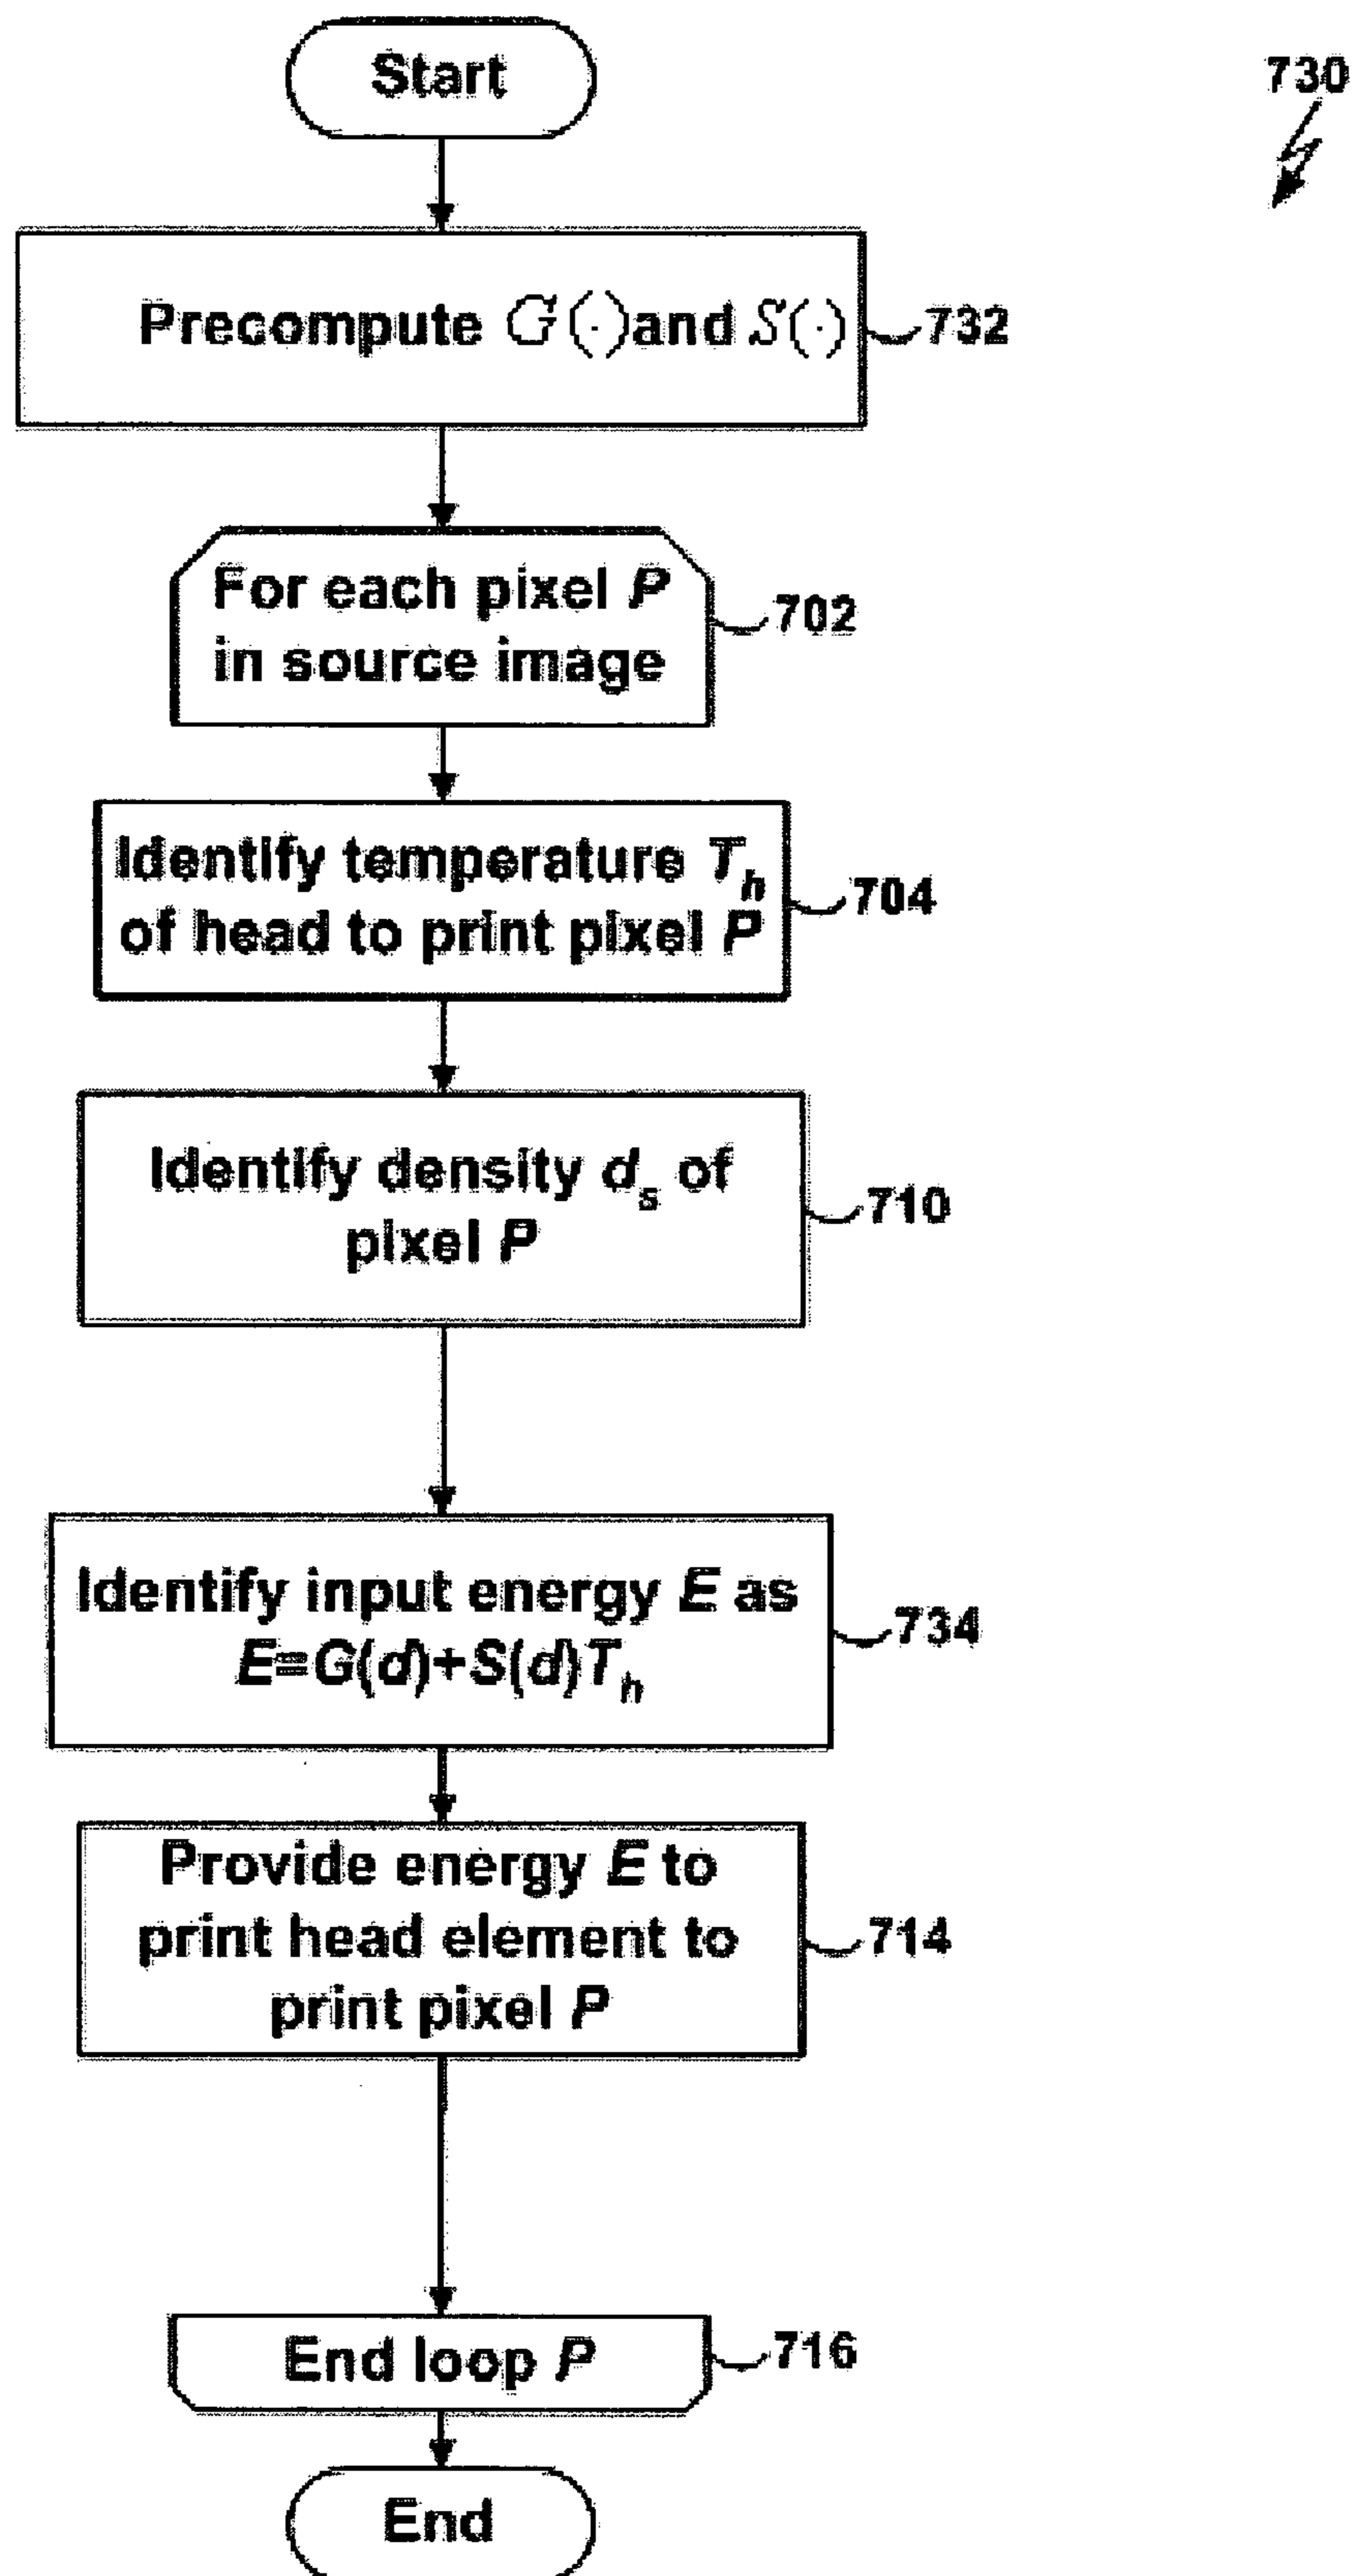 Start
730
Precompute G(·)and S(·)
732
For each pixel P
in source image
702
Identify temperature Tₕ
of head to print pixel P
704
Identify density dₛ of
pixel P
710
Identify input energy E as
E=G(d)+S(d)Tₕ
734
Provide energy E to
print head element to
print pixel P
714
End loop P
716
End